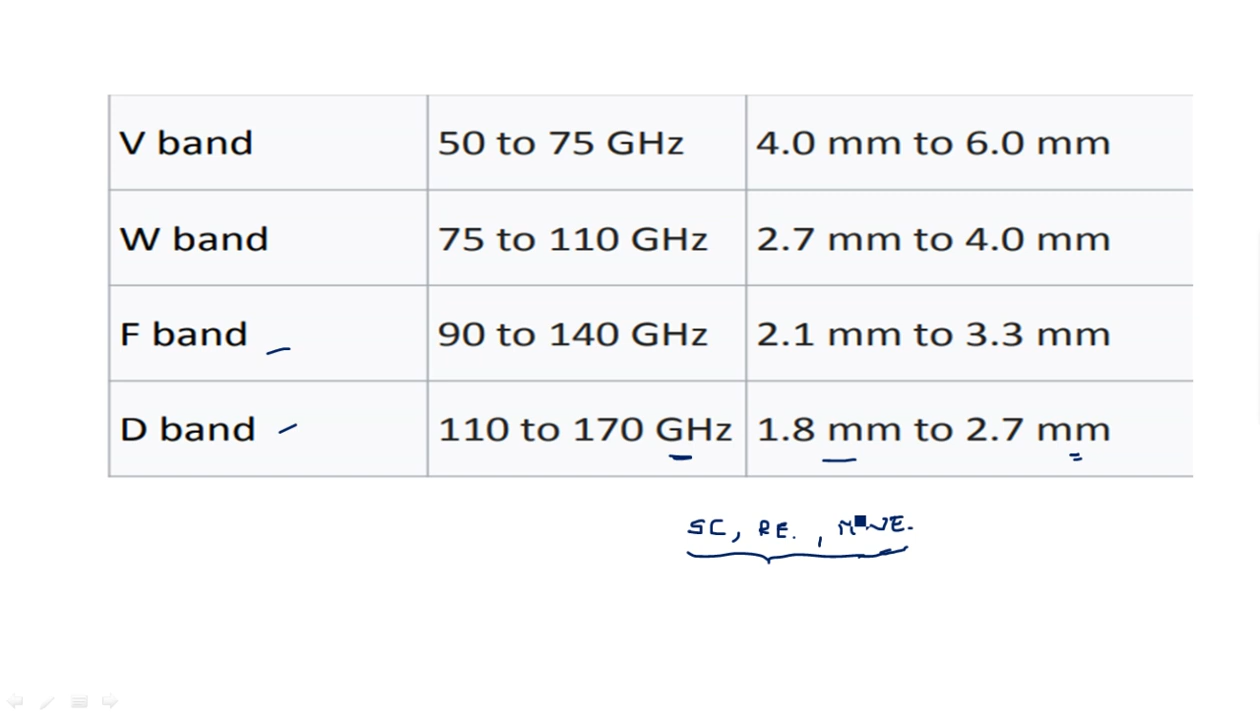 V band 50 to 75 GHz 4.0 mm to 6.0 mm
W band 75 to 110 GHz 2.7 mm to 4.0 mm
F band 90 to 140 GHz 2.1 mm to 3.3 mm
D band 110 to 170 GHz 1.8 mm to 2.7 mm
SC, RE. ,